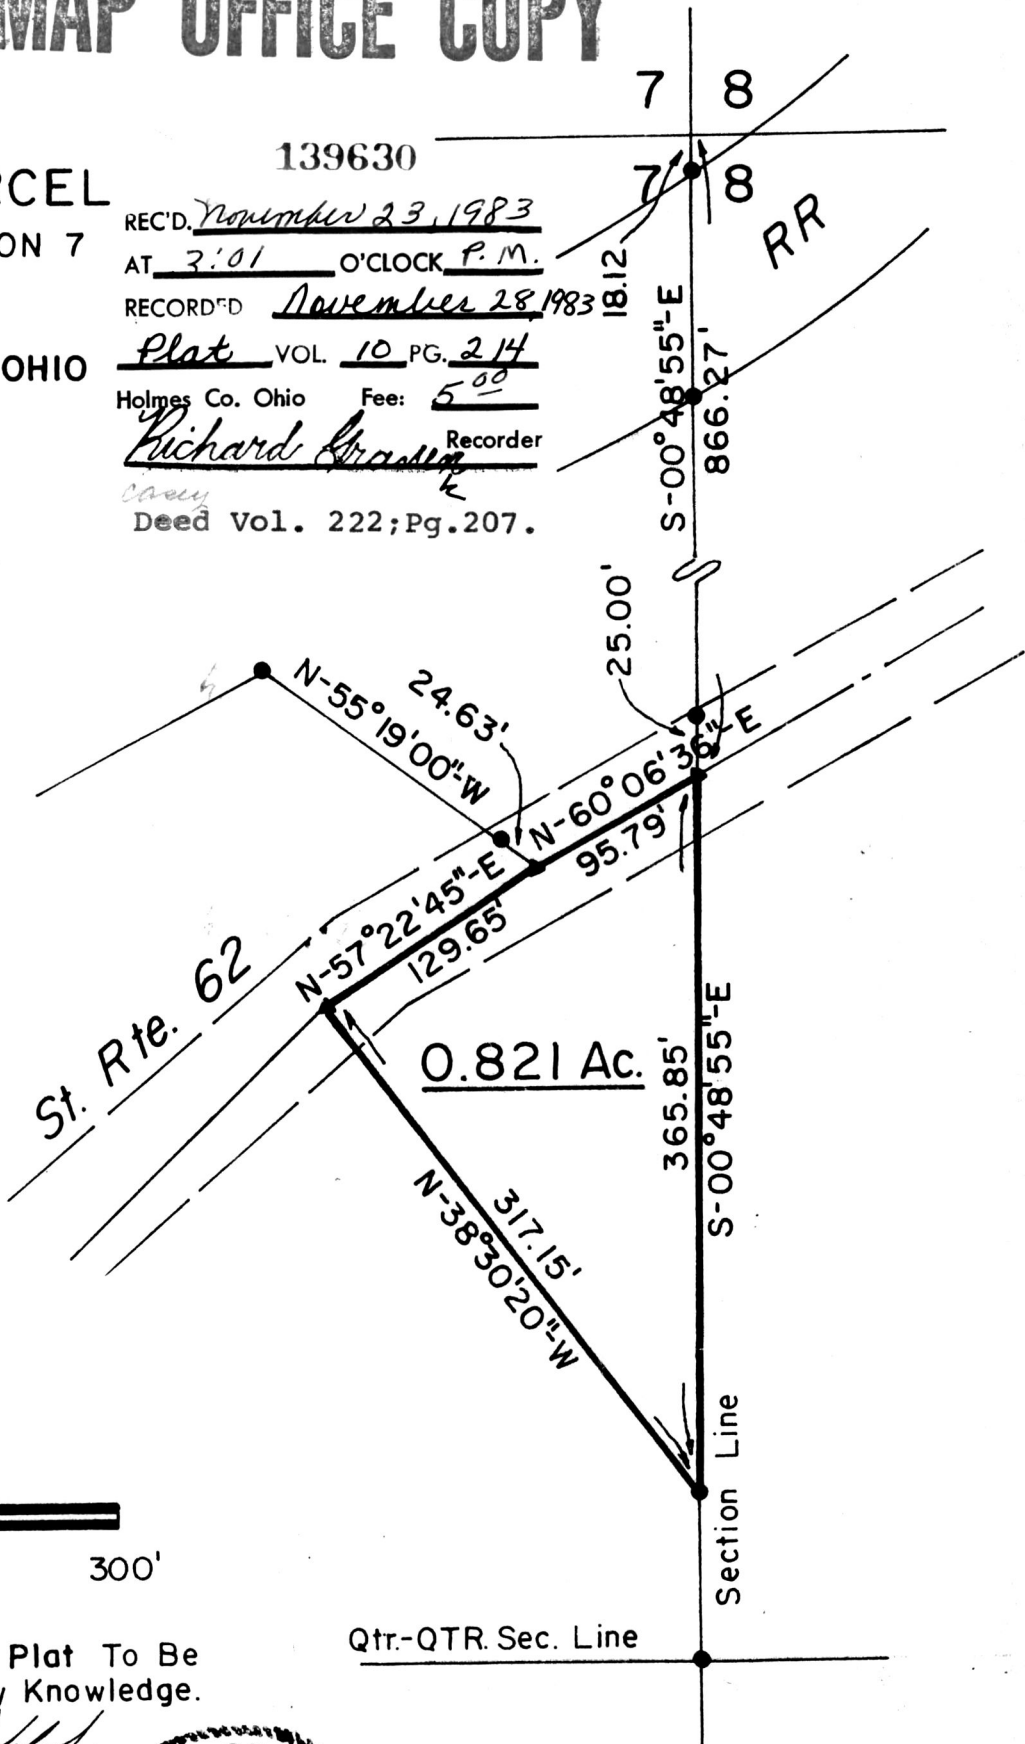 MAP OFFICE COPY
7 8
139630
7 8
RCEL
ON 7
OHIO
REC'D. November 23, 1983
AT 3:01 O'CLOCK P.M.
RECORDED November 28, 1983
Plat VOL. 10 PG. 214
Holmes Co. Ohio Fee: 5 00
Richard Recorder
casey
Deed Vol. 222;Pg.207.
RR
18.12
S-00°48'55"-E
866.27'
25.00'
N-55°19'00"-W
24.63'
N-60°06'36"-E
95.79'
N-57°22'45"-E
129.65'
St. Rte. 62
0.821 Ac.
365.85'
S-00°48'55"-E
317.15'
N-38°30'20"-W
Section Line
300'
Qtr.-QTR. Sec. Line
Plat To Be
y Knowledge.